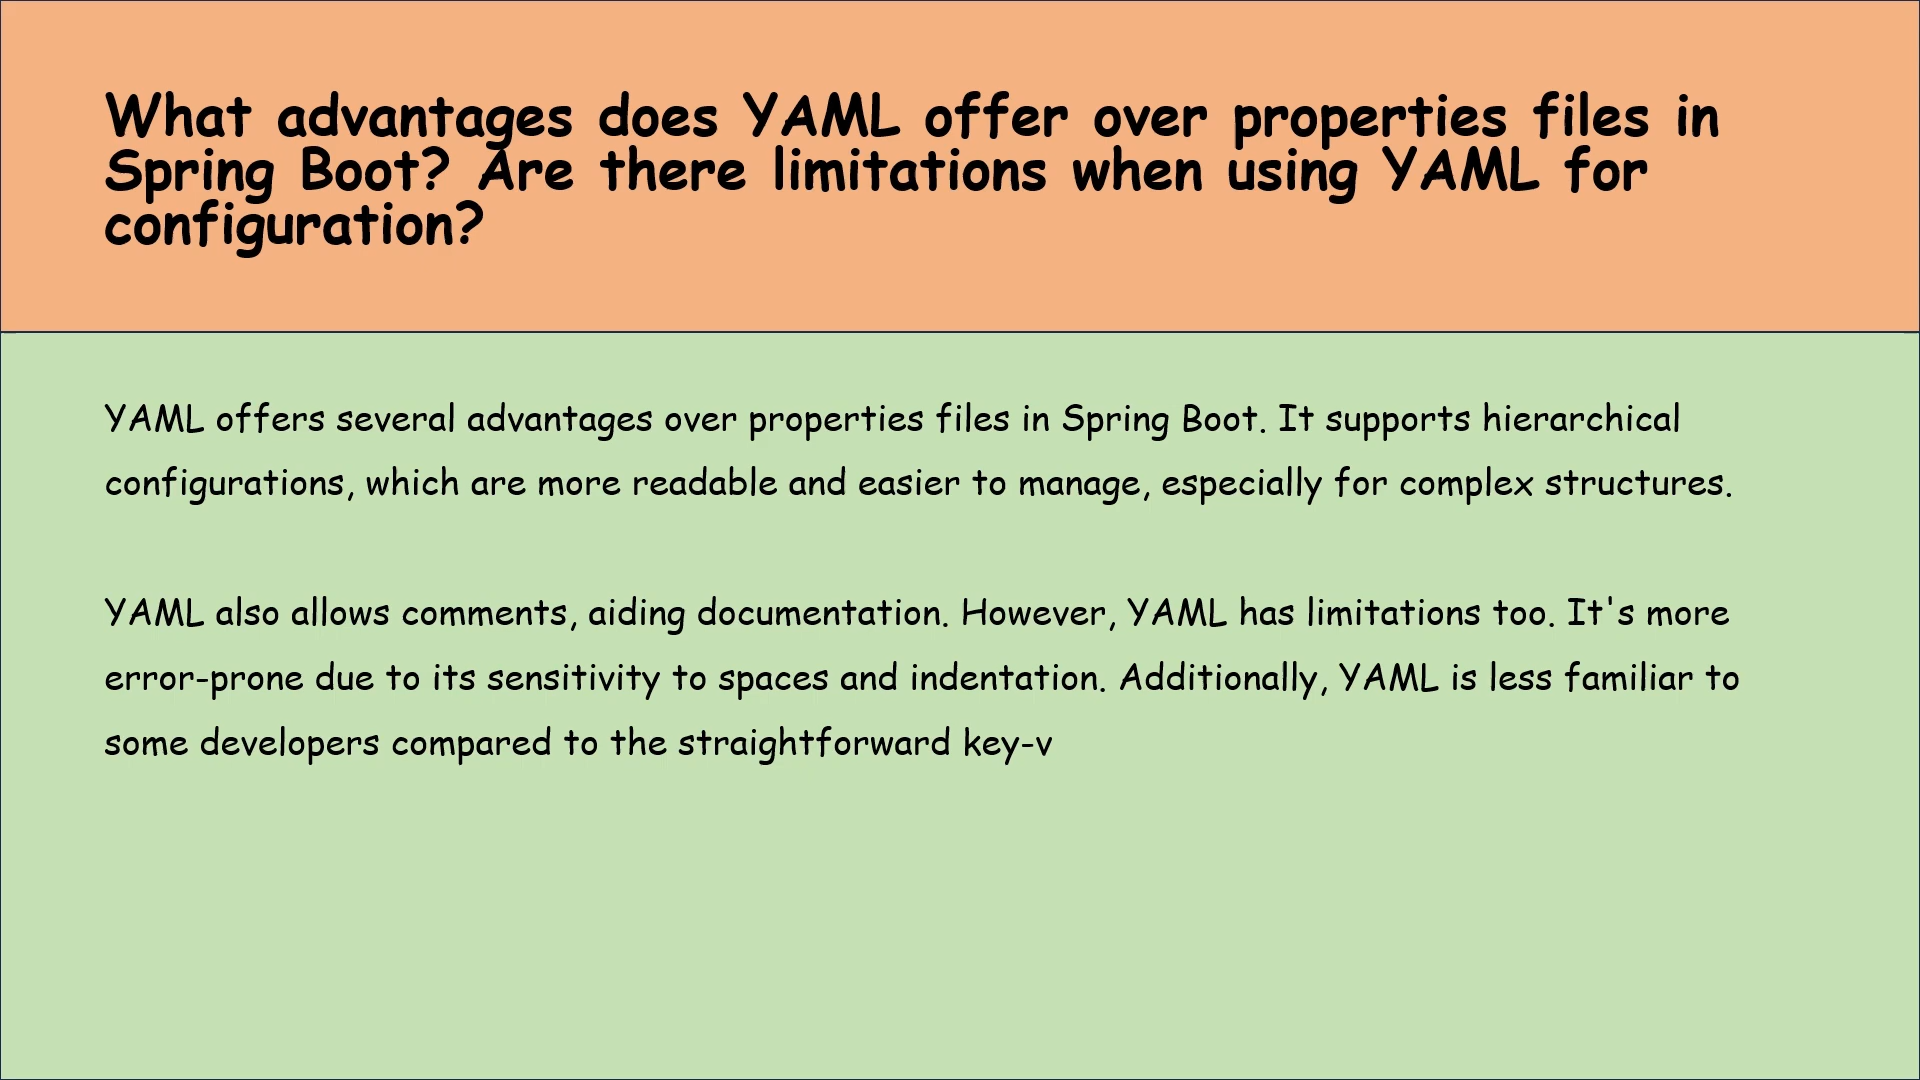 What advantages does YAML offer over properties files in
Spring Boot? Are there limitations when using YAML for
configuration?
YAML offers several advantages over properties files in Spring Boot. It supports hierarchical
configurations, which are more readable and easier to manage, especially for complex structures.
YAML also allows comments, aiding documentation. However, YAML has limitations too. It's more
error-prone due to its sensitivity to spaces and indentation. Additionally, YAML is less familiar to
some developers compared to the straightforward key-v